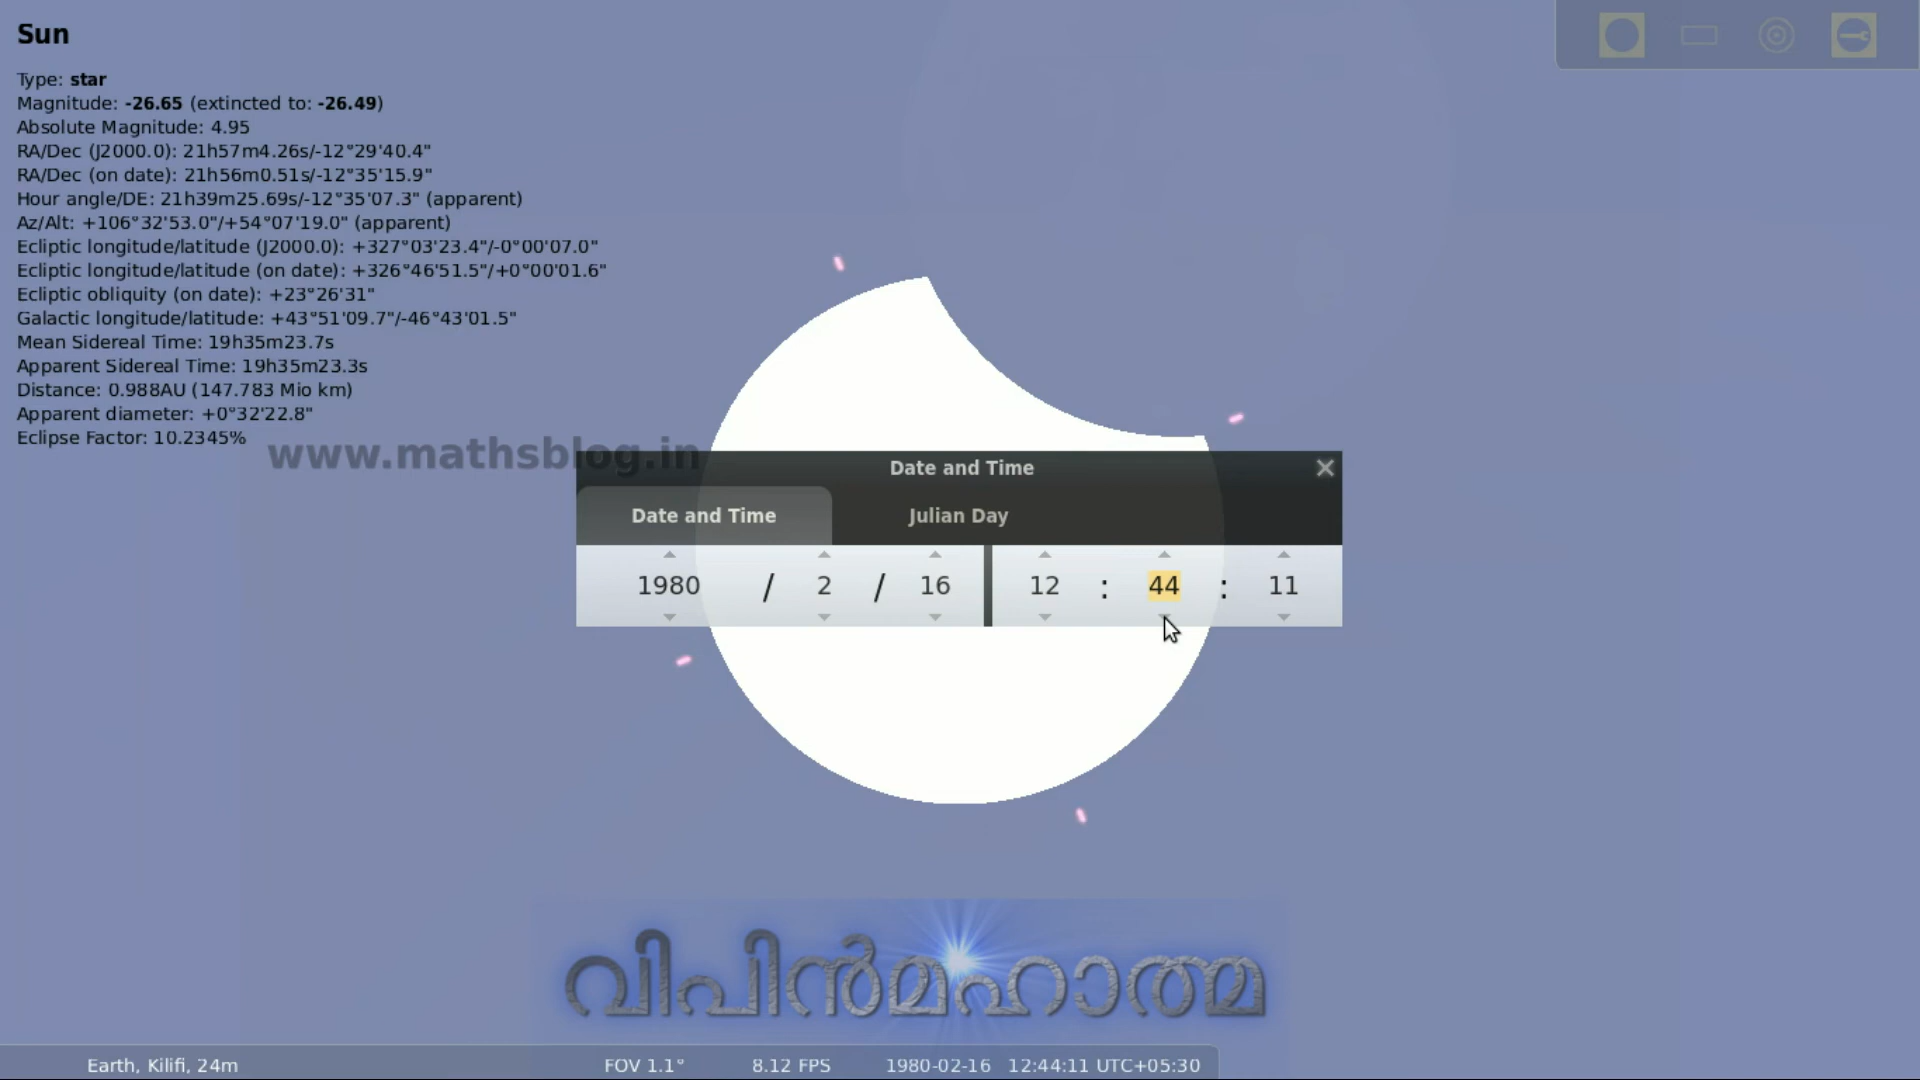 Sun
Type: star
Magnitude: -26.65 (extincted to: -26.49)
Absolute Magnitude: 4.95
RA/Dec (J2000.0): 21h57m4.26s/-12°29'40.4"
RA/Dec (on date): 21h56m0.51s/-12°35'15.9"
Hour angle/DE: 21h39m25.69s/-12°35'07.3" (apparent)
Az/Alt: +106°32'53.0"/+54°07'19.0" (apparent)
Ecliptic longitude/latitude (J2000.0): +327°03'23.4"/-0°00'07.0"
Ecliptic longitude/latitude (on date): +326°46'51.5"/+0°00'01.6"
Ecliptic obliquity (on date): +23°26'31"
Galactic longitude/latitude: +43°51'09.7"/-46°43'01.5"
Mean Sidereal Time: 19h35m23.7s
Apparent Sidereal Time: 19h35m23.3s
Distance: 0.988AU (147.783 Mio km)
Apparent diameter: +0°32'22.8"
Eclipse Factor: 10.2345%
www.mathsblog.in
Date and Time
Date and Time Julian Day
1980 / 2 / 16 12 : 44 : 11
വിപിൻമഹാത്മ
Earth, Kilifi, 24m FOV 1.1° 8.12 FPS 1980-02-16 12:44:11 UTC+05:30